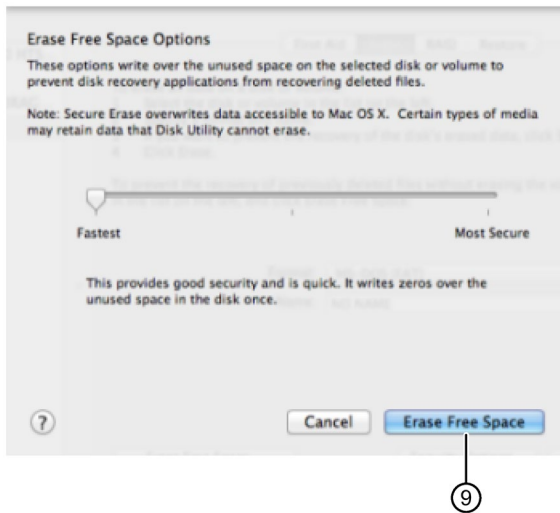 Erase Free Space Options
These options write over the unused space on the selected disk or volume to
prevent disk recovery applications from recovering deleted files.
Note: Secure Erase overwrites data accessible to Mac OS X. Certain types of media
may retain data that Disk Utility cannot erase.
Fastest Most Secure
This provides good security and is quick. It writes zeros over the
unused space in the disk once.
? Cancel Erase Free Space
9